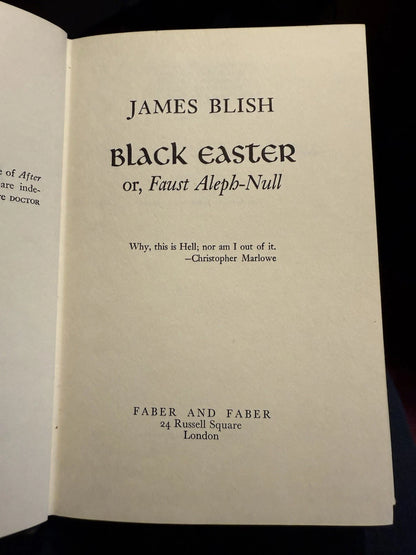 e of After
are inde-
re DOCTOR
JAMES BLISH
BLACK EASTER
or, Faust Aleph-Null
Why, this is Hell; nor am I out of it.
—Christopher Marlowe
FABER AND FABER
24 Russell Square
London